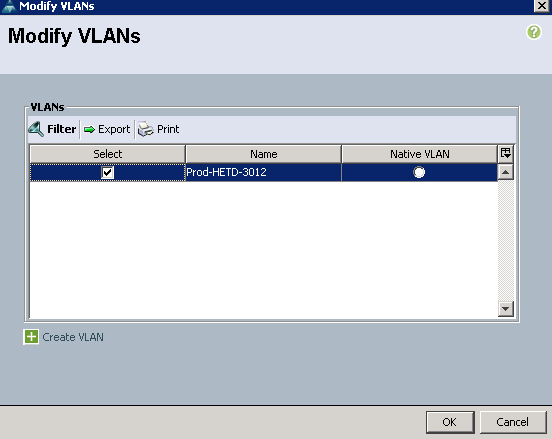 Modify VLANs
Modify VLANs
VLANs
Filter Export Print
Select Name Native VLAN
Prod-HETD-3012
Create VLAN
OK Cancel